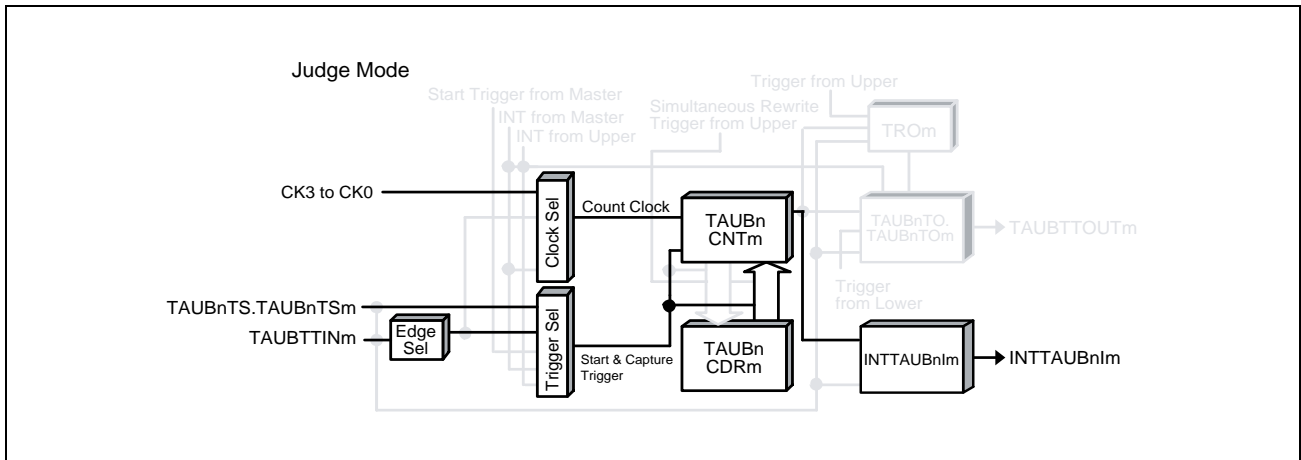 Judge Mode
Trigger from Upper
Start Trigger from Master
Simultaneous Rewrite
Trigger from Upper
INT from Master
INT from Upper
TROm
CK3 to CK0
Clock Sel
Count Clock
TAUBn
CNTm
TAUBnTO.
TAUBnTOm
TAUBTTOUTm
Trigger
from Lower
TAUBnTS.TAUBnTSm
TAUBTTINm
Edge
Sel
Trigger Sel
Start & Capture
Trigger
TAUBn
CDRm
INTTAUBnIm
INTTAUBnIm